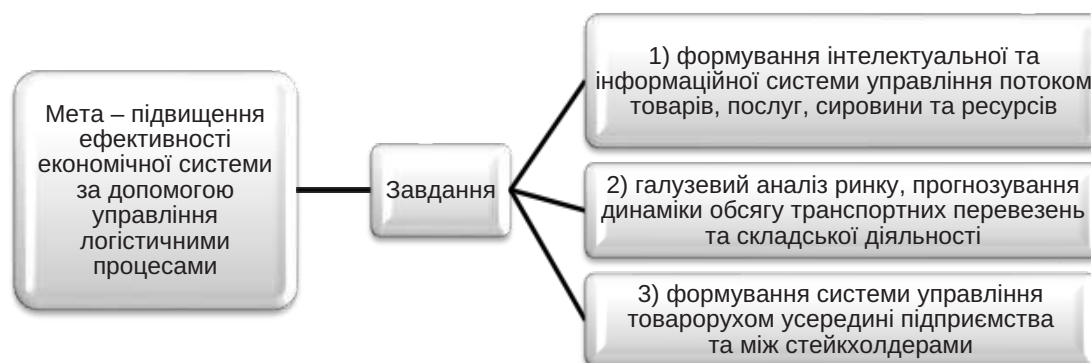 Мета – підвищення
ефективності
економічної системи
за допомогою
управління
логістичними
процесами
Завдання
1) формування інтелектуальної та
інформаційної системи управління потоком
товарів, послуг, сировини та ресурсів
2) галузевий аналіз ринку, прогнозування
динаміки обсягу транспортних перевезень
та складської діяльності
3) формування системи управління
товарорухом усередині підприємства
та між стейкхолдерами